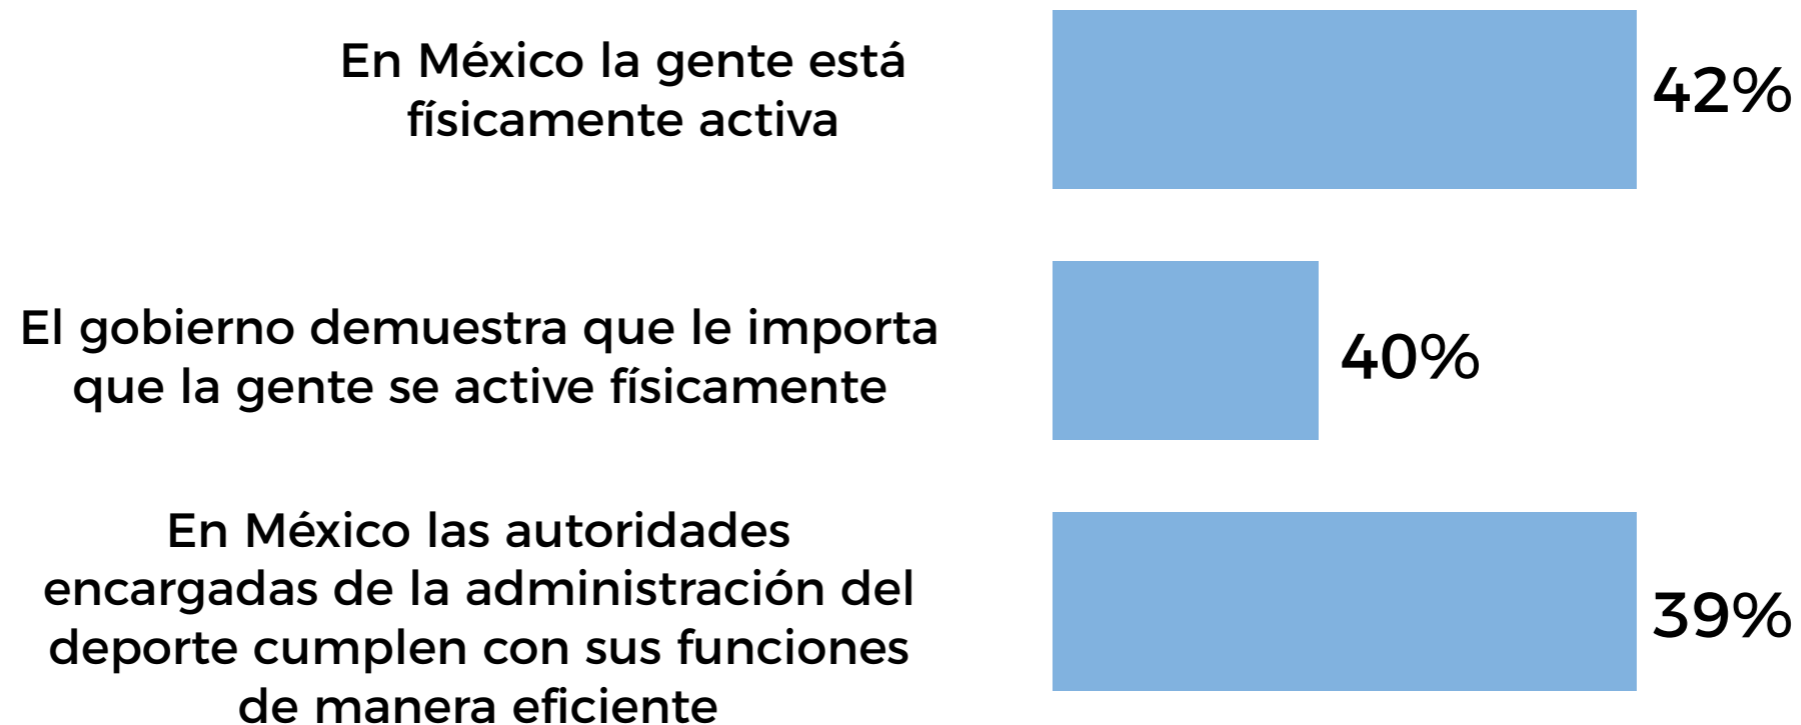 En México la gente está
físicamente activa
42%
El gobierno demuestra que le importa
que la gente se active físicamente
40%
En México las autoridades
encargadas de la administración del
deporte cumplen con sus funciones
de manera eficiente
39%